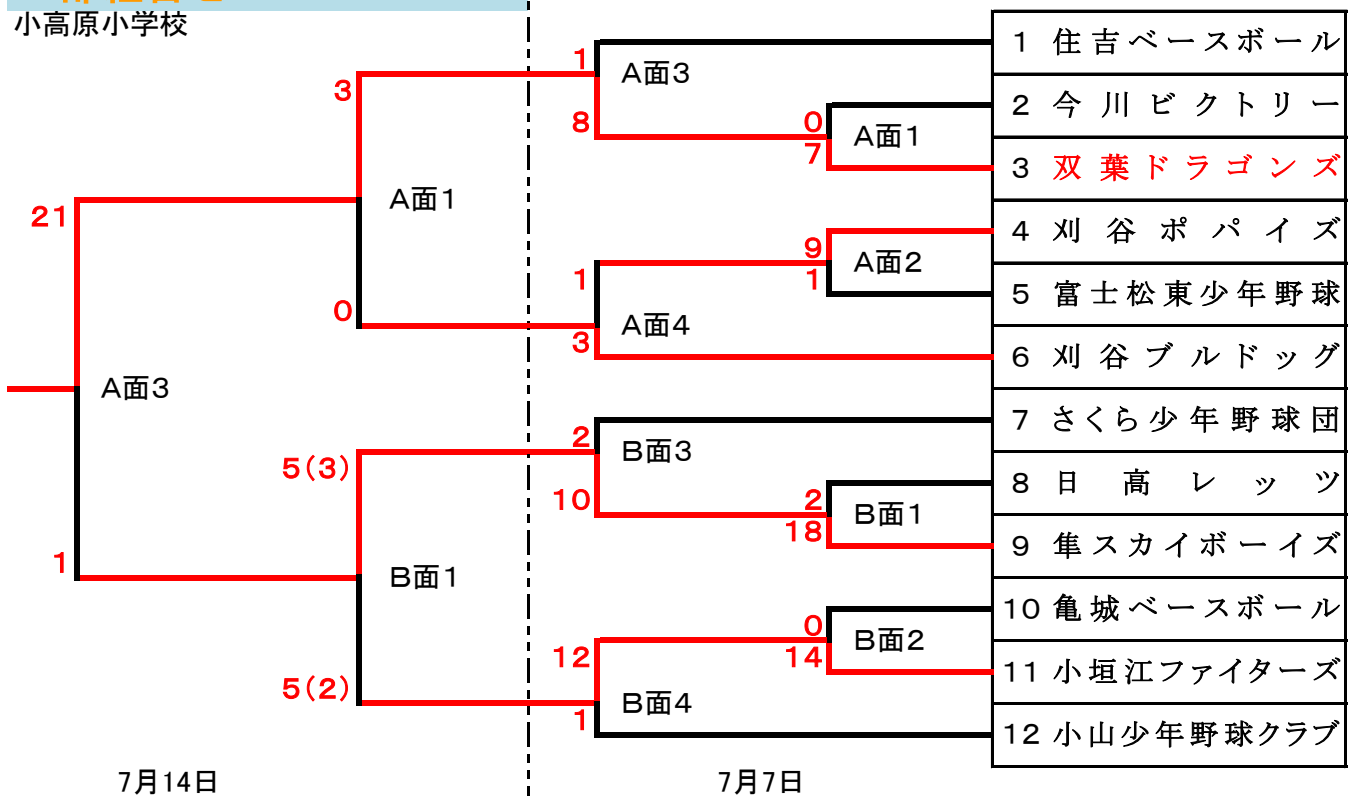 小高原小学校
1 住吉ベースボール
1
A面3
3
2 今川ビクトリー
8
0
A面1
7
3 双葉ドラゴンズ
A面1
21
4 刈谷ポパイズ
9
A面2
1
1
5 富士松東少年野球
0
A面4
3
6 刈谷ブルドッグ
A面3
7 さくら少年野球団
2
B面3
5(3)
8 日高レッツ
10
2
B面1
18
9 隼スカイボーイズ
1
B面1
10 亀城ベースボール
0
B面2
12
14
11 小垣江ファイターズ
5(2)
B面4
1
12 小山少年野球クラブ
7月14日
7月7日